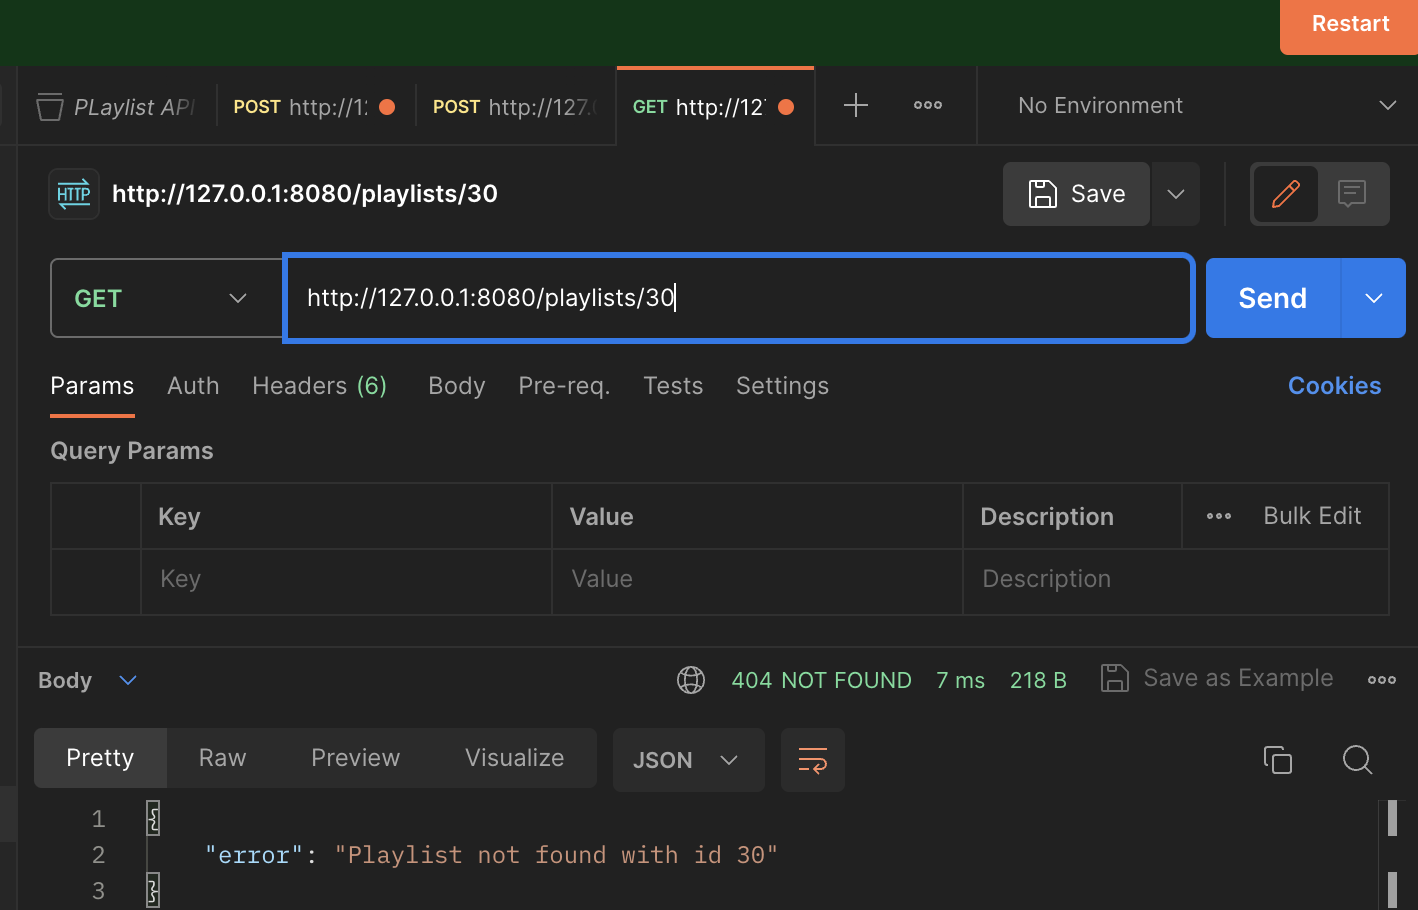 Restart
PLaylist API
POST http://12
POST http://127.0
GET http://12
No Environment
HTTP
http://127.0.0.1:8080/playlists/30
Save
GET
http://127.0.0.1:8080/playlists/30
Send
Params Auth Headers (6) Body Pre-req. Tests Settings Cookies
Query Params
Key Value Description Bulk Edit
Key Value Description
Body 404 NOT FOUND 7 ms 218 B Save as Example
Pretty Raw Preview Visualize JSON
1 {
2 "error": "Playlist not found with id 30"
3 }